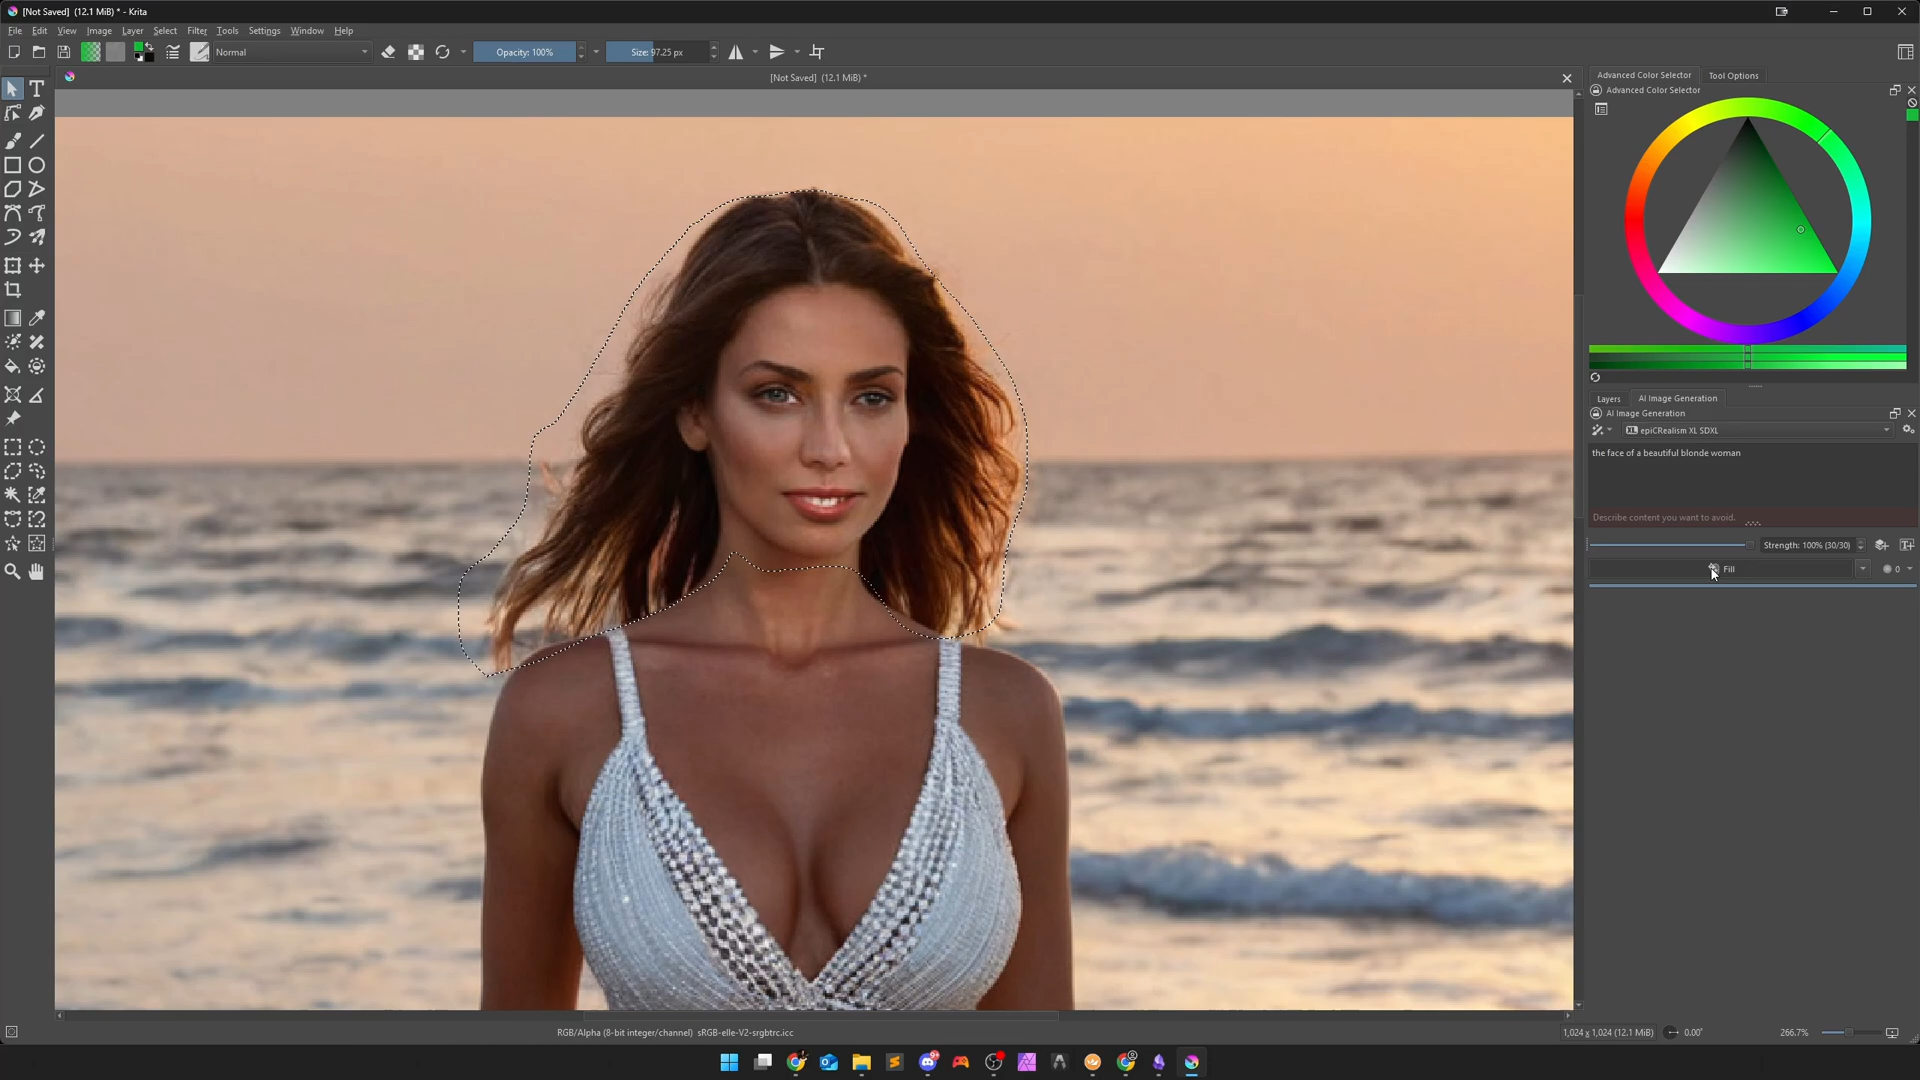 [Not Saved] (12.1 MiB) * - Krita
File Edit View Image Layer Select Filter Tools Settings Window Help
Normal
Opacity: 100%
Size: 97.25 px
[Not Saved] (12.1 MiB) *
Advanced Color Selector Tool Options
Advanced Color Selector
Layers AI Image Generation
AI Image Generation
XL epiCRealism XL SDXL
the face of a beautiful blonde woman
Describe content you want to avoid.
Strength: 100% (30/30)
Fill
0
RGB/Alpha (8-bit integer/channel) sRGB-elle-V2-srgbtrc.icc
1,024 x 1,024 (12.1 MiB)
0.00°
266.7%